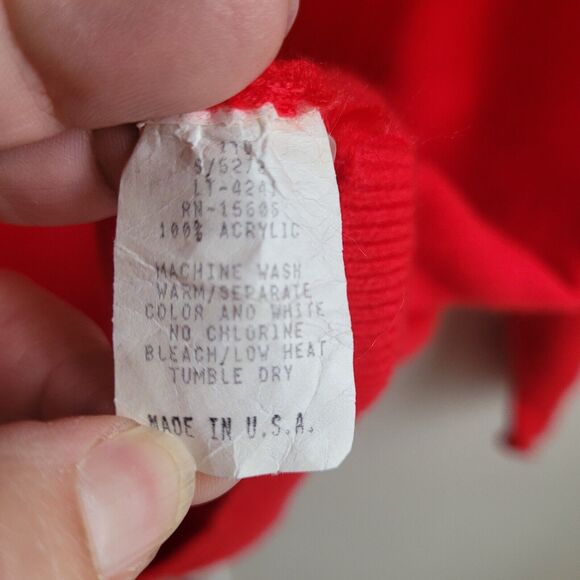 RN-15606
100% ACRYLIC
MACHINE WASH
WARM/SEPARATE
COLOR AND WHITE
NO CHLORINE
BLEACH/LOW HEAT
TUMBLE DRY
MADE IN U.S.A.